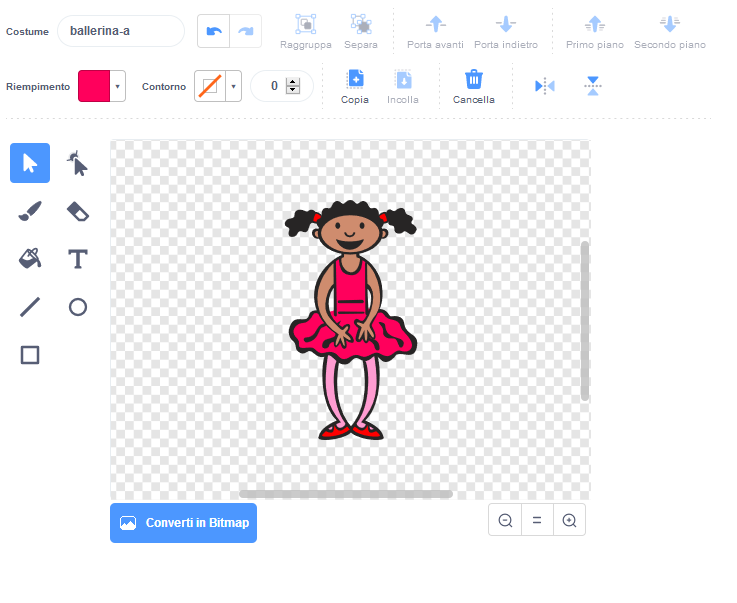 Costume
ballerina-a
Raggruppa
Separa
Porta avanti
Porta indietro
Primo piano
Secondo piano
Riempimento
Contorno
0
Copia
Incolla
Cancella
T
Converti in Bitmap
=